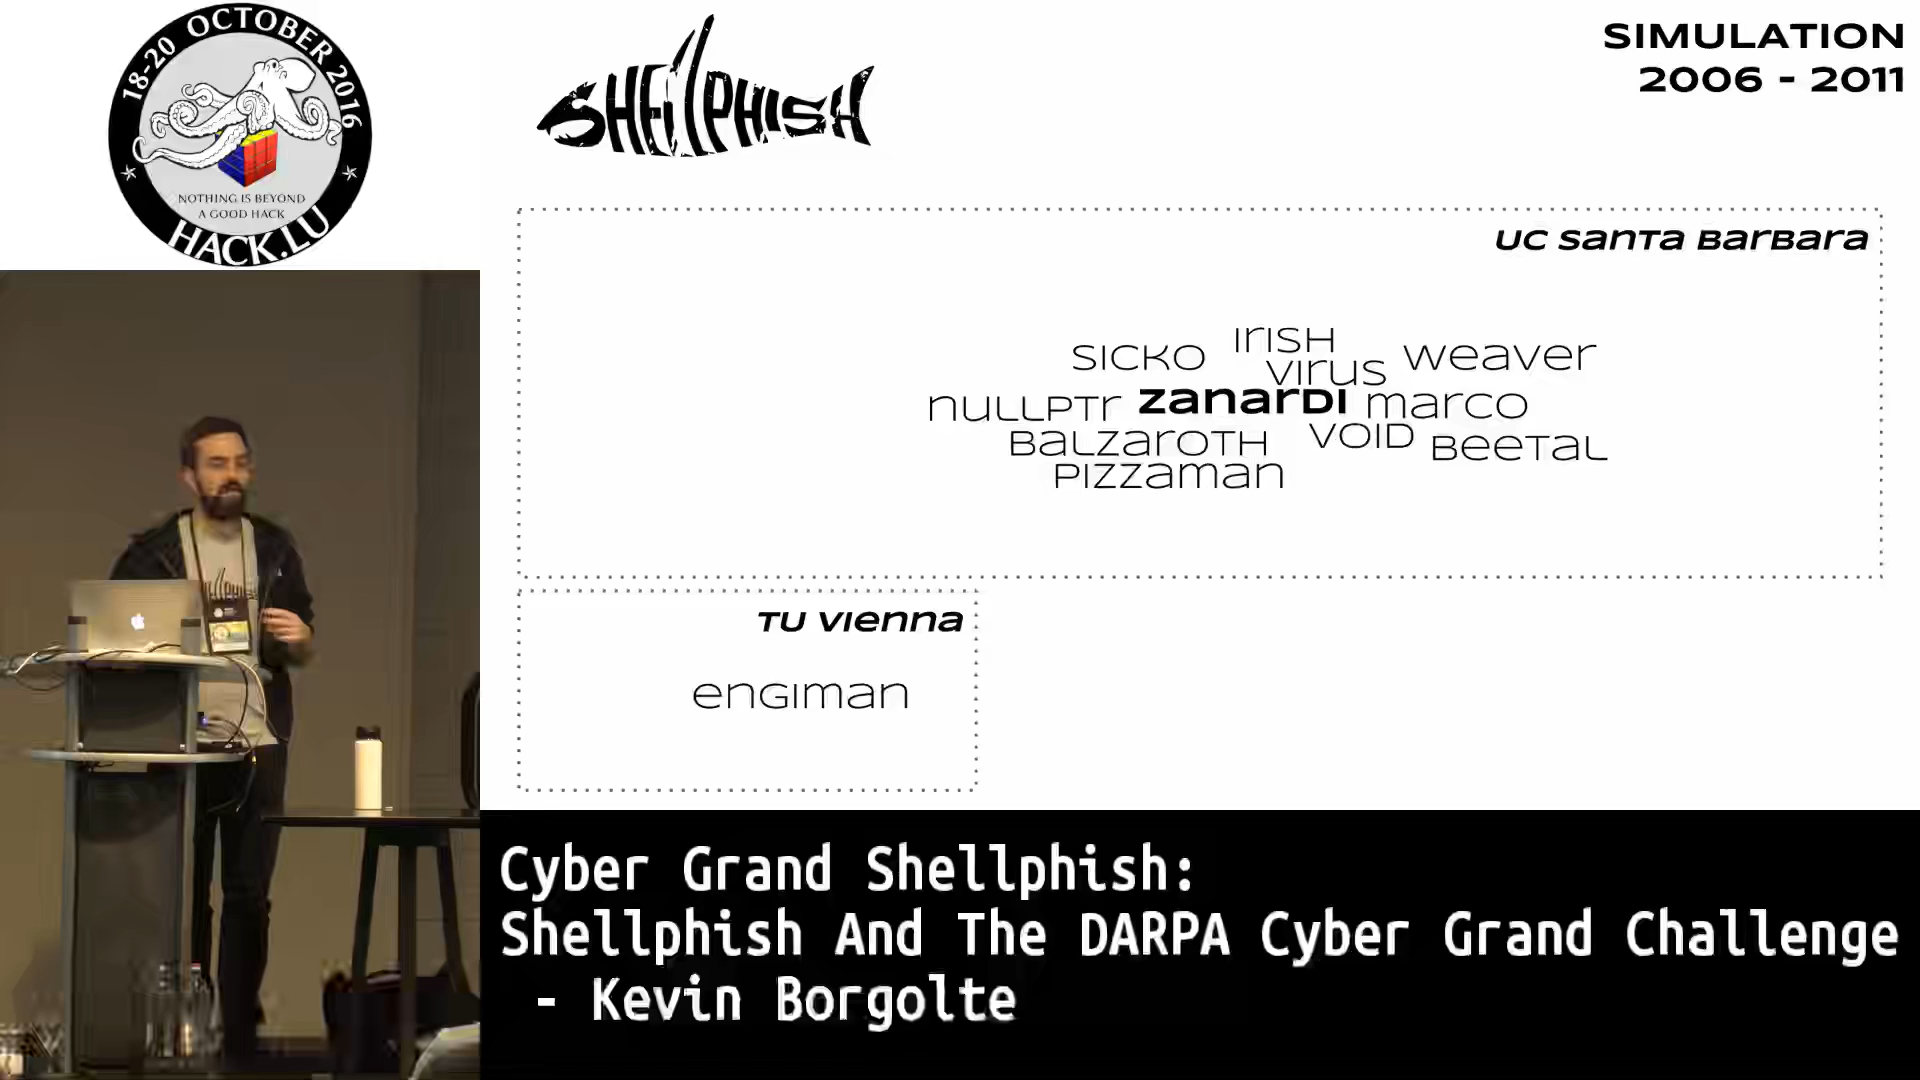 18-20 OCTOBER 2016
NOTHING IS BEYOND
A GOOD HACK
HACK.LU
SHELLPHISH
SIMULATION
2006 - 2011
UC Santa Barbara
SICKO Irish virus weaver
nullptr zanardi marco
Balzaroth void Beetal
Pizzaman
TU Vienna
engiman
Cyber Grand Shellphish:
Shellphish And The DARPA Cyber Grand Challenge
- Kevin Borgolte